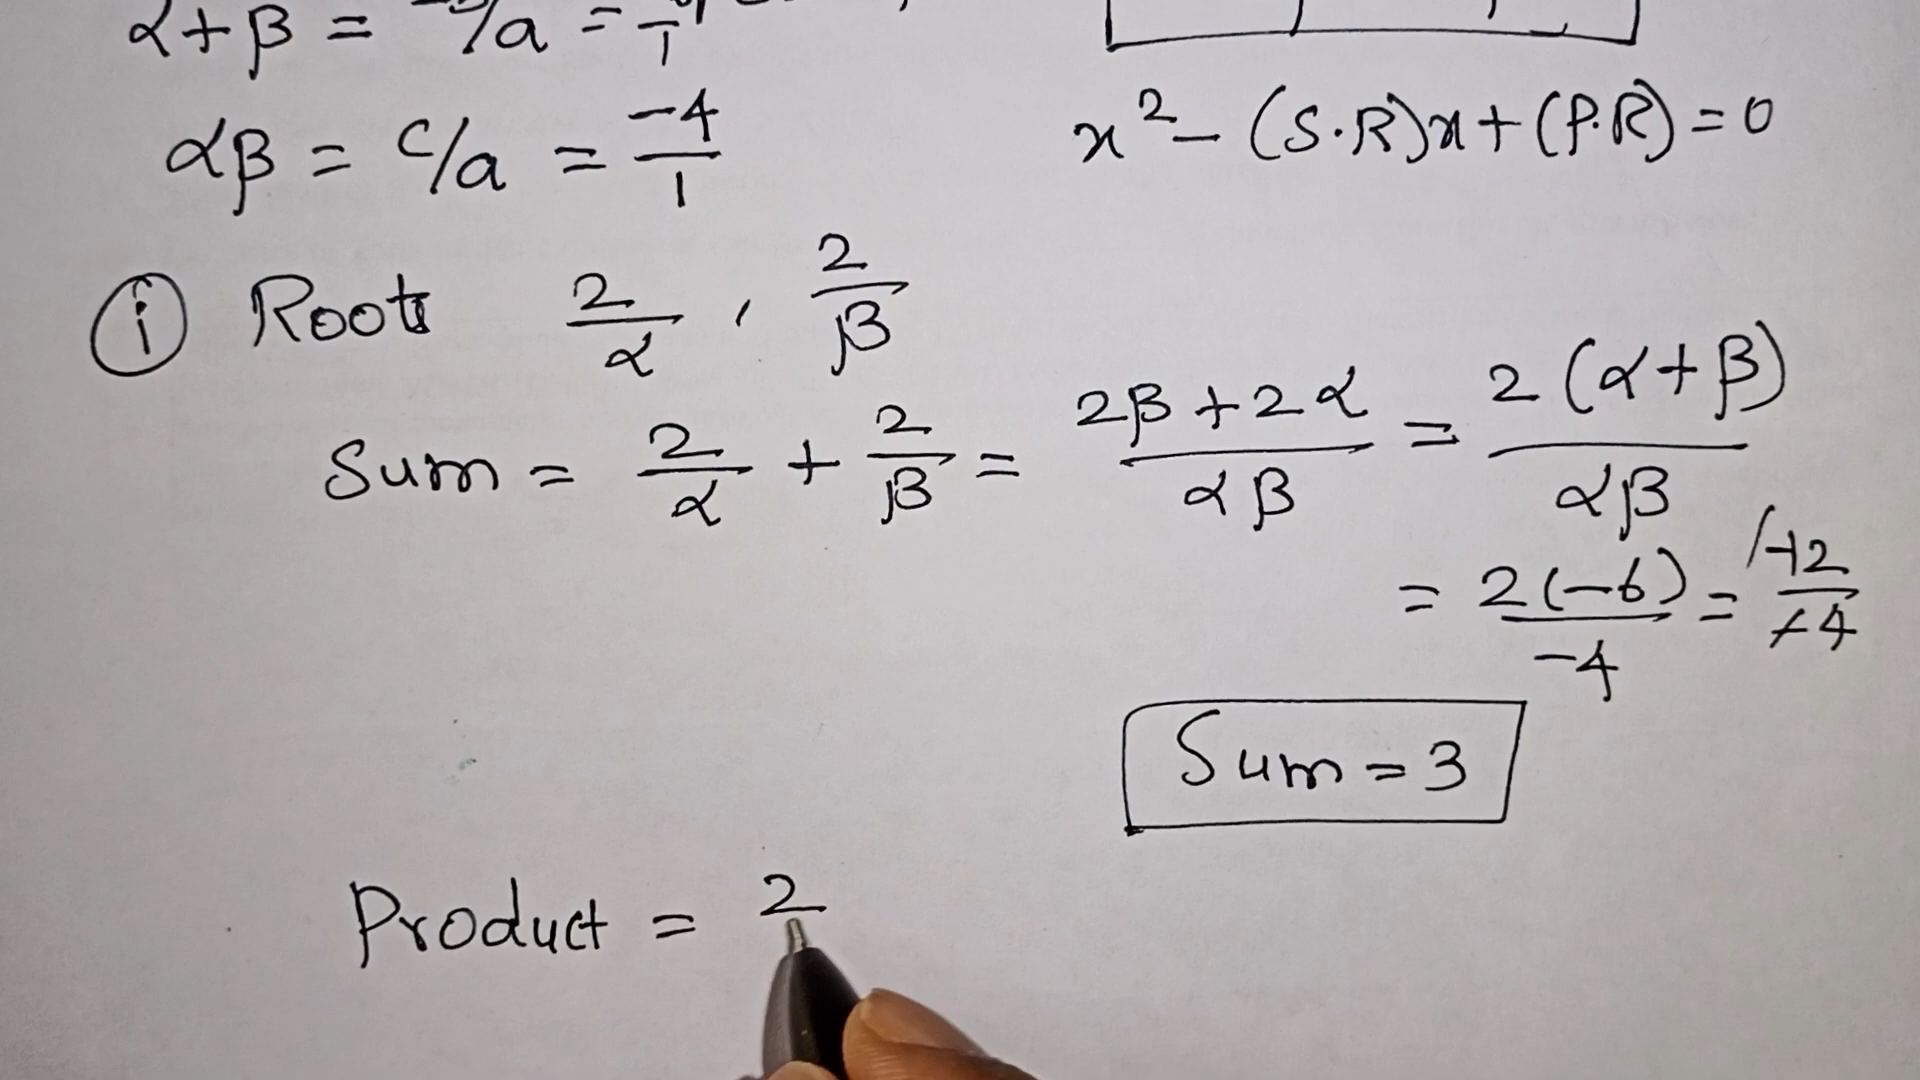 α+β = -b/a =
αβ = c/a = -4/1
x² - (S.R)x + (P.R) = 0
(i) Roots 2/α , 2/β
Sum = 2/α + 2/β = (2β+2α)/αβ = 2(α+β)/αβ
= 2(-6)/-4 = -12/-4
Sum = 3
Product = 2